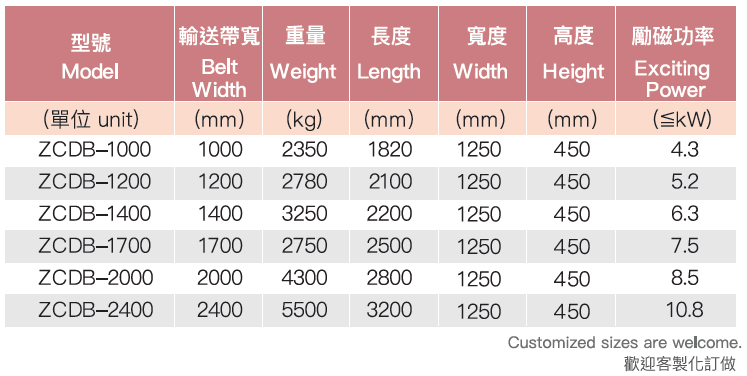 型號 輸送帶寬 重量 長度 寬度 高度 勵磁功率
Model Belt Width Weight Length Width Height Exciting Power
(單位 unit) (mm) (kg) (mm) (mm) (mm) (≦kW)
ZCDB-1000 1000 2350 1820 1250 450 4.3
ZCDB-1200 1200 2780 2100 1250 450 5.2
ZCDB-1400 1400 3250 2200 1250 450 6.3
ZCDB-1700 1700 2750 2500 1250 450 7.5
ZCDB-2000 2000 4300 2800 1250 450 8.5
ZCDB-2400 2400 5500 3200 1250 450 10.8
Customized sizes are welcome.
歡迎客製化訂做